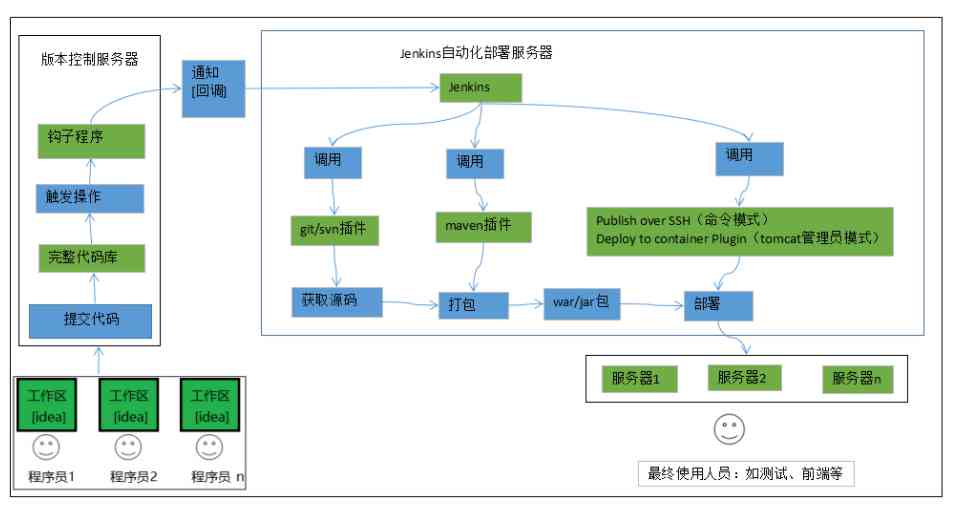 版本控制服务器
钩子程序
触发操作
完整代码库
提交代码
工作区
[idea]
工作区
[idea]
工作区
[idea]
程序员1
程序员2
程序员 n
通知
[回调]
Jenkins自动化部署服务器
Jenkins
调用
调用
调用
git/svn插件
maven插件
Publish over SSH（命令模式）
Deploy to container Plugin（tomcat管理员模式）
获取源码
打包
war/jar包
部署
服务器1
服务器2
服务器n
最终使用人员：如测试、前端等